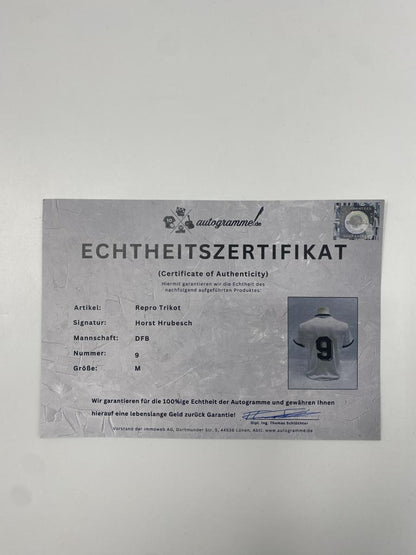 autogramme.de
ECHTHEITSZERTIFIKAT
(Certificate of Authenticity)
Hiermit garantieren wir die Echtheit des
nachfolgend aufgeführten Produktes:
Artikel: Repro Trikot
Signatur: Horst Hrubesch
Mannschaft: DFB
Nummer: 9
Größe: M
9
Wir garantieren für die 100%ige Echtheit der Autogramme und gewähren Ihnen
hierauf eine lebenslange Geld zurück Garantie!
Dipl. Ing. Thomas Schlüchter
Vorstand der immoweb AG, Dortmunder Str. 5, 44536 Lünen, Abtl. www.autogramme.de